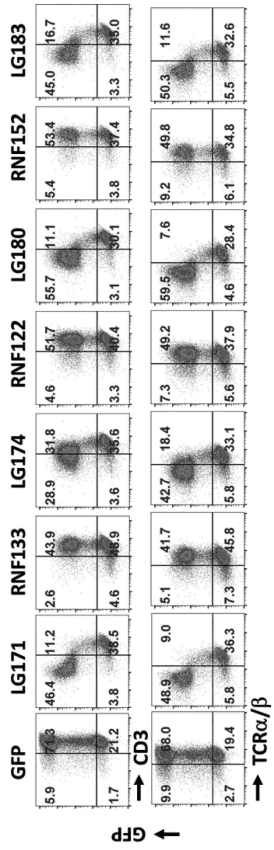 GFP LG171 RNF133 LG174 RNF122 LG180 RNF152 LG183
5.9 71.3 46.4 11.2 2.6 43.9 28.9 31.8 4.6 51.7 55.7 11.1 5.4 53.4 45.0 16.7
1.7 21.2 3.8 38.5 4.6 48.9 3.6 35.6 3.3 40.4 3.1 30.1 3.8 37.4 3.3 35.0
CD3
9.9 68.0 48.9 9.0 5.1 41.7 42.7 18.4 7.3 49.2 59.5 7.6 9.2 49.8 50.3 11.6
2.7 19.4 5.8 36.3 7.3 45.8 5.8 33.1 5.6 37.9 4.6 28.4 6.1 34.8 5.5 32.6
TCRα/β
GFP